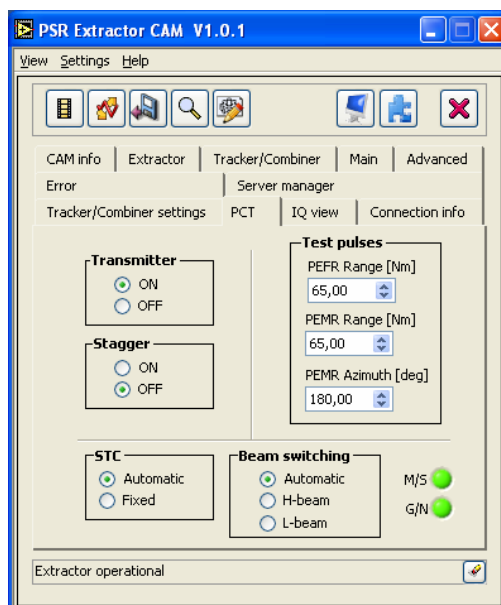 PSR Extractor CAM V1.0.1
View Settings Help
CAM info Extractor Tracker/Combiner Main Advanced
Error Server manager
Tracker/Combiner settings PCT IQ view Connection info
Transmitter
ON
OFF
Stagger
ON
OFF
Test pulses
PEFR Range [Nm]
65,00
PEMR Range [Nm]
65,00
PEMR Azimuth [deg]
180,00
STC
Automatic
Fixed
Beam switching
Automatic
H-beam
L-beam
M/S
G/N
Extractor operational